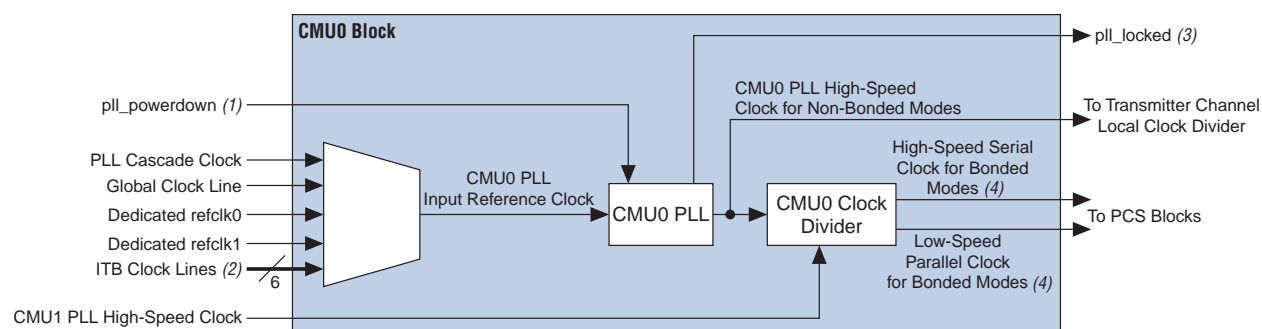 CMU0 Block
pll_locked (3)
pll_powerdown (1)
CMU0 PLL High-Speed
Clock for Non-Bonded Modes
To Transmitter Channel
Local Clock Divider
PLL Cascade Clock
Global Clock Line
Dedicated refclk0
Dedicated refclk1
ITB Clock Lines (2)
6
CMU0 PLL
Input Reference Clock
CMU0 PLL
CMU0 Clock
Divider
High-Speed Serial
Clock for Bonded
Modes (4)
To PCS Blocks
Low-Speed
Parallel Clock
for Bonded Modes (4)
CMU1 PLL High-Speed Clock